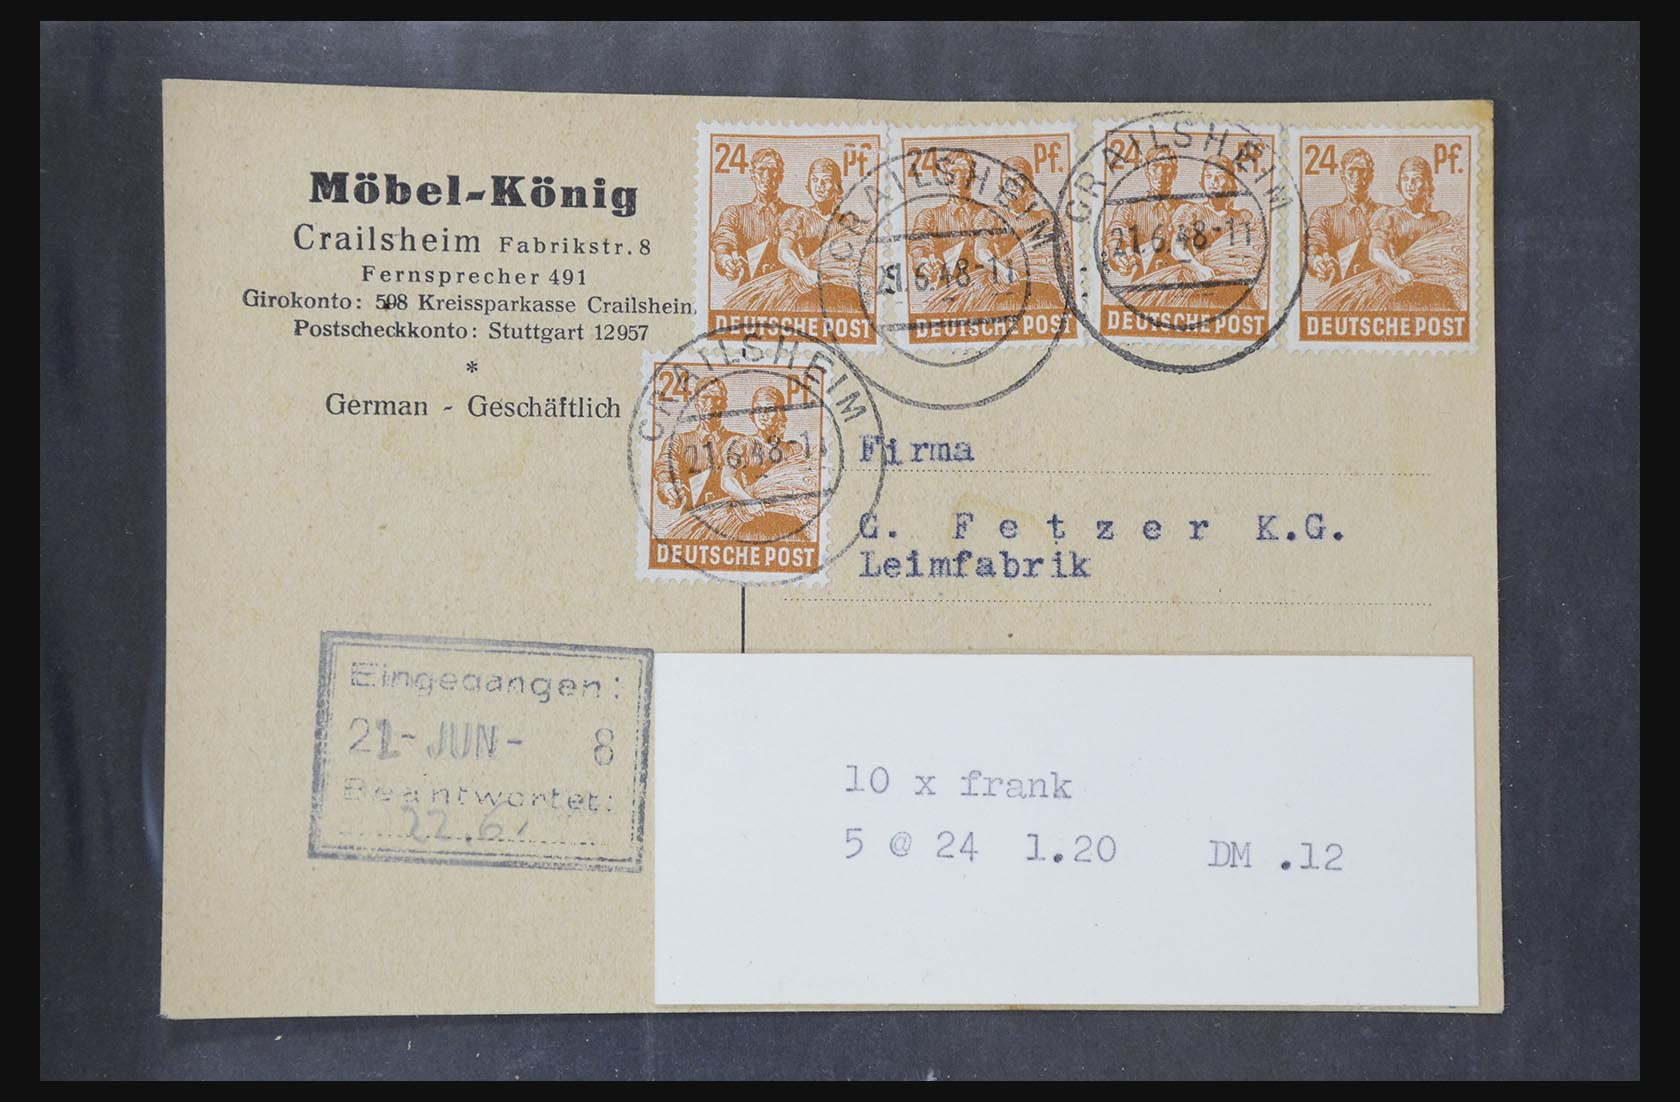 Möbel-König
Crailsheim Fabrikstr. 8
Fernsprecher 491
Girokonto: 598 Kreissparkasse Crailsheim
Postscheckkonto: Stuttgart 12957
*
German - Geschäftlich
24 Pf.
DEUTSCHE POST
24 Pf.
DEUTSCHE POST
24 Pf.
DEUTSCHE POST
24 Pf.
DEUTSCHE POST
24 Pf.
DEUTSCHE POST
CRAILSHEIM
21.6.48-11
CRAILSHEIM
21.6.48-11
CRAILSHEIM
21.6.48-11
Firma
G. Fetzer K.G.
Leimfabrik
Eingegangen:
21-JUN- 8
Beantwortet:
22.6.
10 x frank
5 @ 24 1.20 DM .12